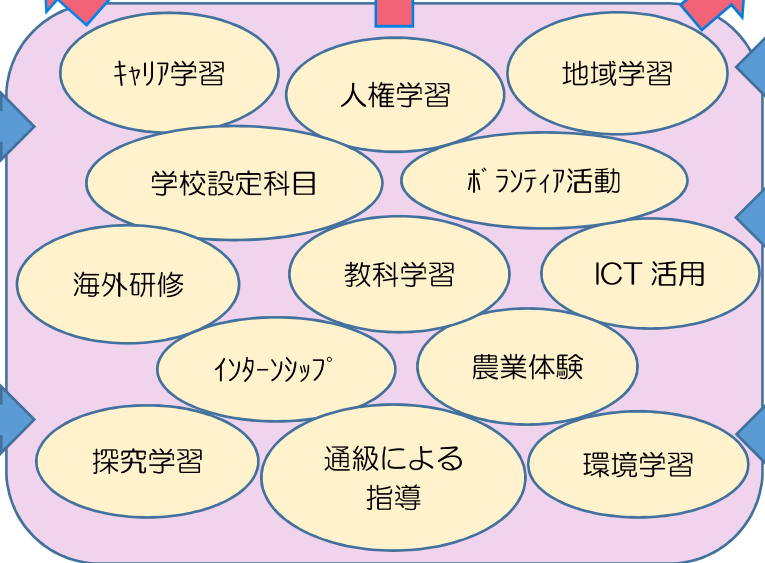 ｷｬﾘｱ学習
人権学習
地域学習
学校設定科目
ﾎﾞﾗﾝﾃｨｱ活動
海外研修
教科学習
ICT 活用
ｲﾝﾀｰﾝｼｯﾌﾟ
農業体験
探究学習
通級による
指導
環境学習